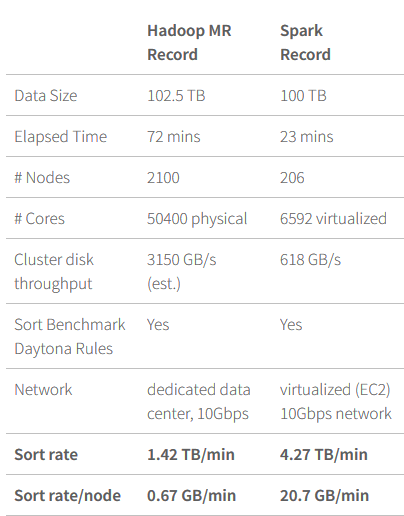 Hadoop MR Spark
Record Record
Data Size 102.5 TB 100 TB
Elapsed Time 72 mins 23 mins
# Nodes 2100 206
# Cores 50400 physical 6592 virtualized
Cluster disk 3150 GB/s 618 GB/s
throughput (est.)
Sort Benchmark Yes Yes
Daytona Rules
Network dedicated data virtualized (EC2)
center, 10Gbps 10Gbps network
Sort rate 1.42 TB/min 4.27 TB/min
Sort rate/node 0.67 GB/min 20.7 GB/min